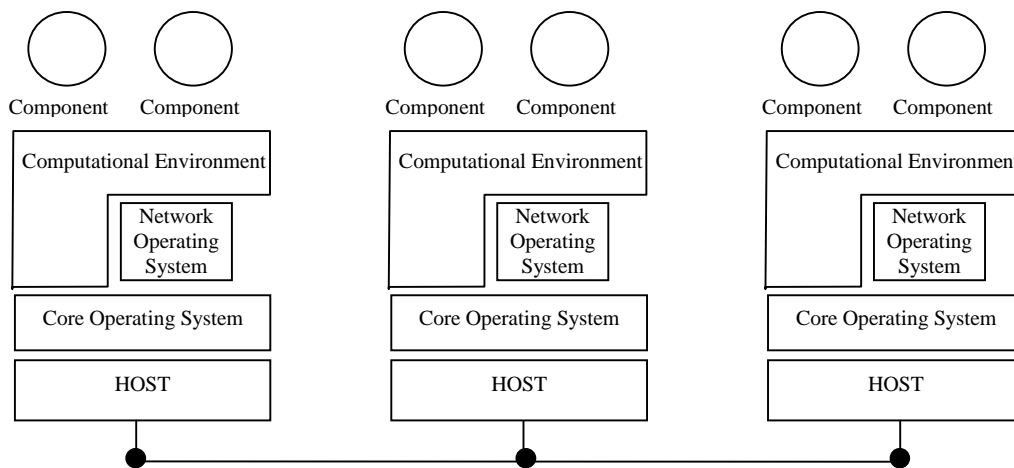 Component Component Component Component Component Component
Computational Environment Computational Environment Computational Environment
Network Network Network
Operating Operating Operating
System System System
Core Operating System Core Operating System Core Operating System
HOST HOST HOST